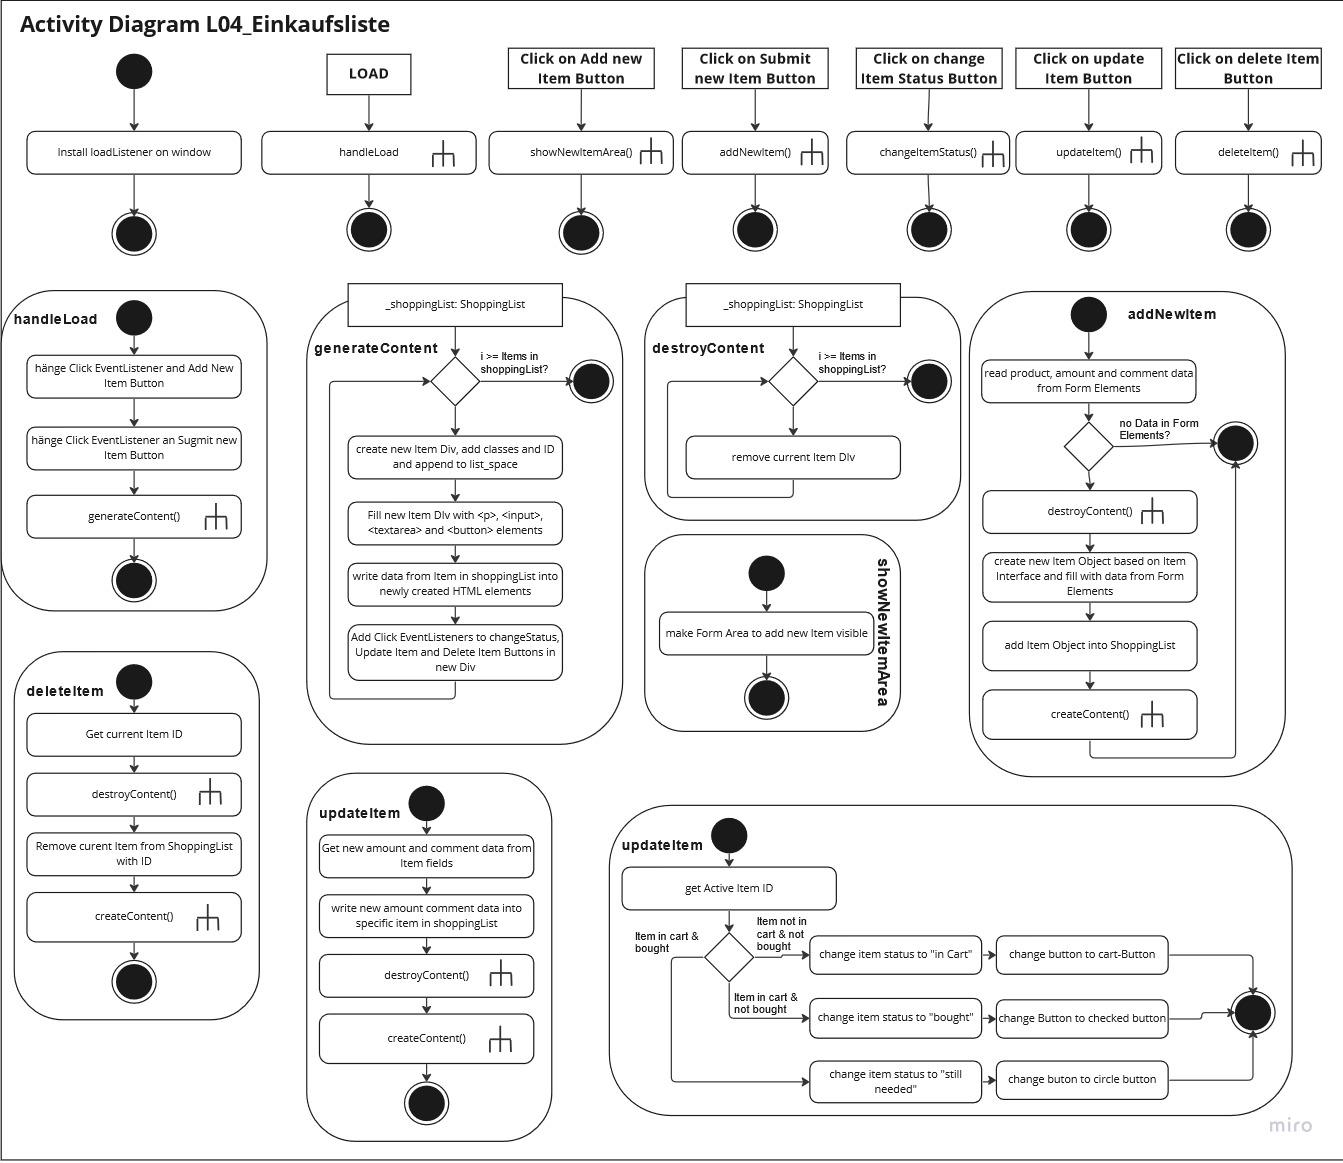 Activity Diagram L04_Einkaufsliste
Install loadListener on window
LOAD
handleLoad
Click on Add new
Item Button
showNewItemArea()
Click on Submit
new Item Button
addNewItem()
Click on change
Item Status Button
changeItemStatus()
Click on update
Item Button
updateItem()
Click on delete Item
Button
deleteItem()
handleLoad
hänge Click EventListener and Add New
Item Button
hänge Click EventListener an Sugmit new
Item Button
generateContent()
_shoppingList: ShoppingList
generateContent
i >= Items in
shoppingList?
create new Item Div, add classes and ID
and append to list_space
Fill new Item DIv with <p>, <input>,
<textarea> and <button> elements
write data from Item in shoppingList into
newly created HTML elements
Add Click EventListeners to changeStatus,
Update Item and Delete Item Buttons in
new Div
_shoppingList: ShoppingList
destroyContent
i >= Items in
shoppingList?
remove current Item DIv
showNewItemArea
make Form Area to add new Item visible
addNewItem
read product, amount and comment data
from Form Elements
no Data in Form
Elements?
destroyContent()
create new Item Object based on Item
Interface and fill with data from Form
Elements
add Item Object into ShoppingList
createContent()
deleteItem
Get current Item ID
destroyContent()
Remove curent Item from ShoppingList
with ID
createContent()
updateItem
Get new amount and comment data from
Item fields
write new amount comment data into
specific item in shoppingList
destroyContent()
createContent()
updateItem
get Active Item ID
Item in cart &
bought
Item not in
cart & not
bought
Item in cart &
not bought
change item status to "in Cart"
change button to cart-Button
change item status to "bought"
change Button to checked button
change item status to "still
needed"
change buton to circle button
miro